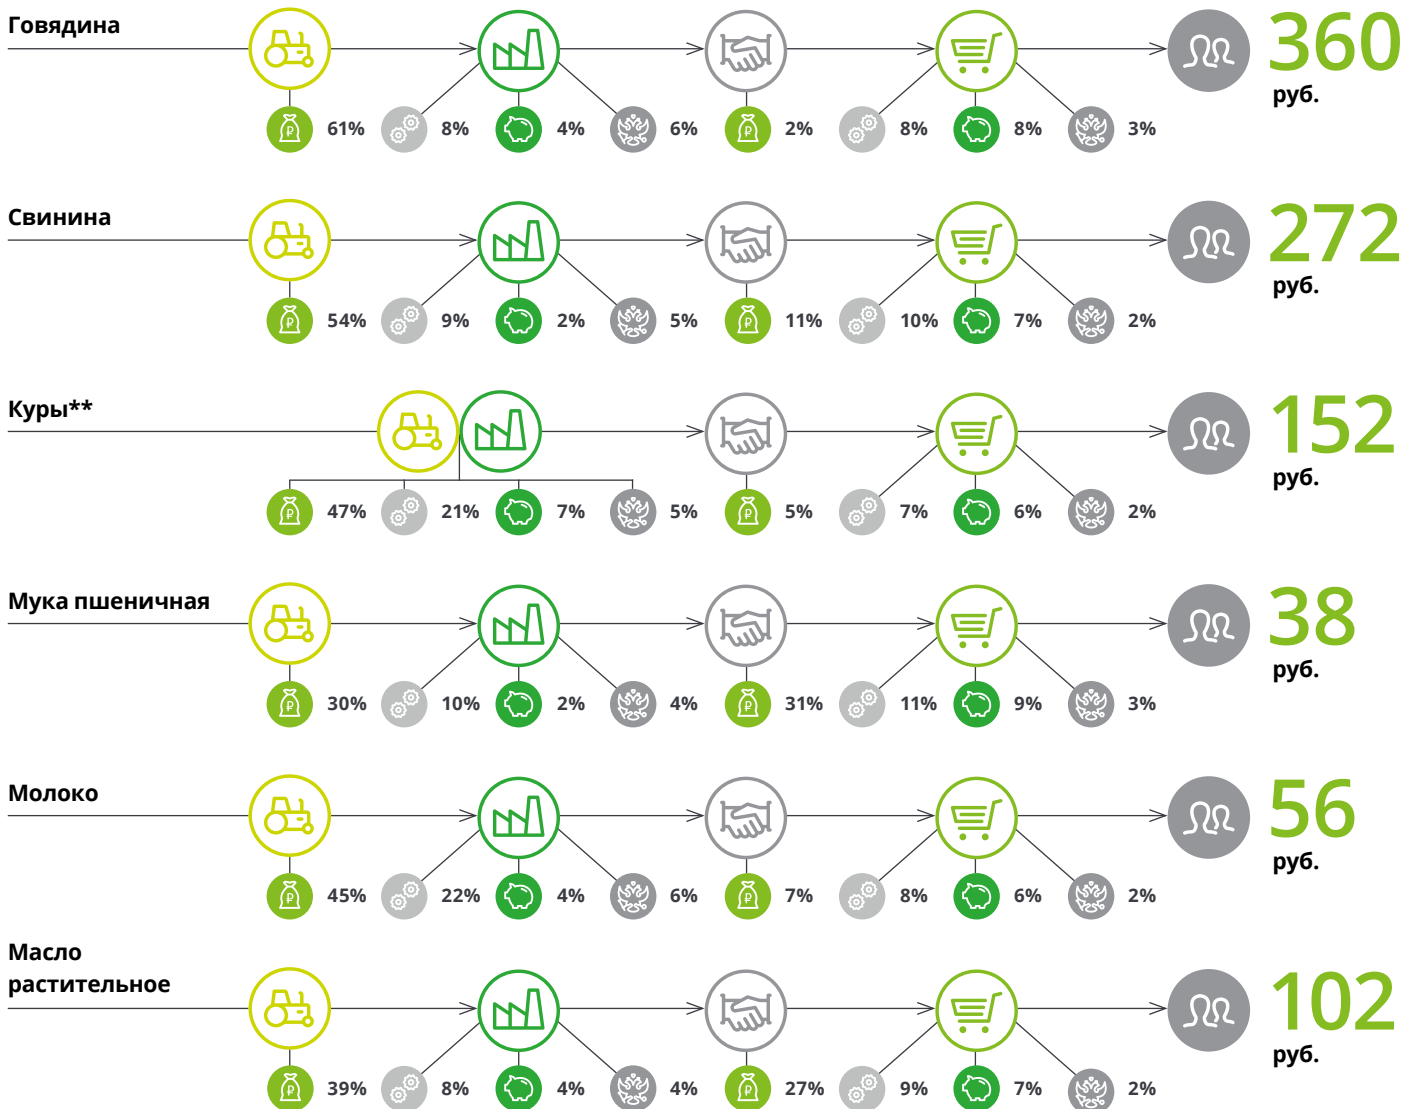 Говядина
360
руб.
61% 8% 4% 6% 2% 8% 8% 3%
Свинина
272
руб.
54% 9% 2% 5% 11% 10% 7% 2%
Куры**
152
руб.
47% 21% 7% 5% 5% 7% 6% 2%
Мука пшеничная
38
руб.
30% 10% 2% 4% 31% 11% 9% 3%
Молоко
56
руб.
45% 22% 4% 6% 7% 8% 6% 2%
Масло
растительное
102
руб.
39% 8% 4% 4% 27% 9% 7% 2%